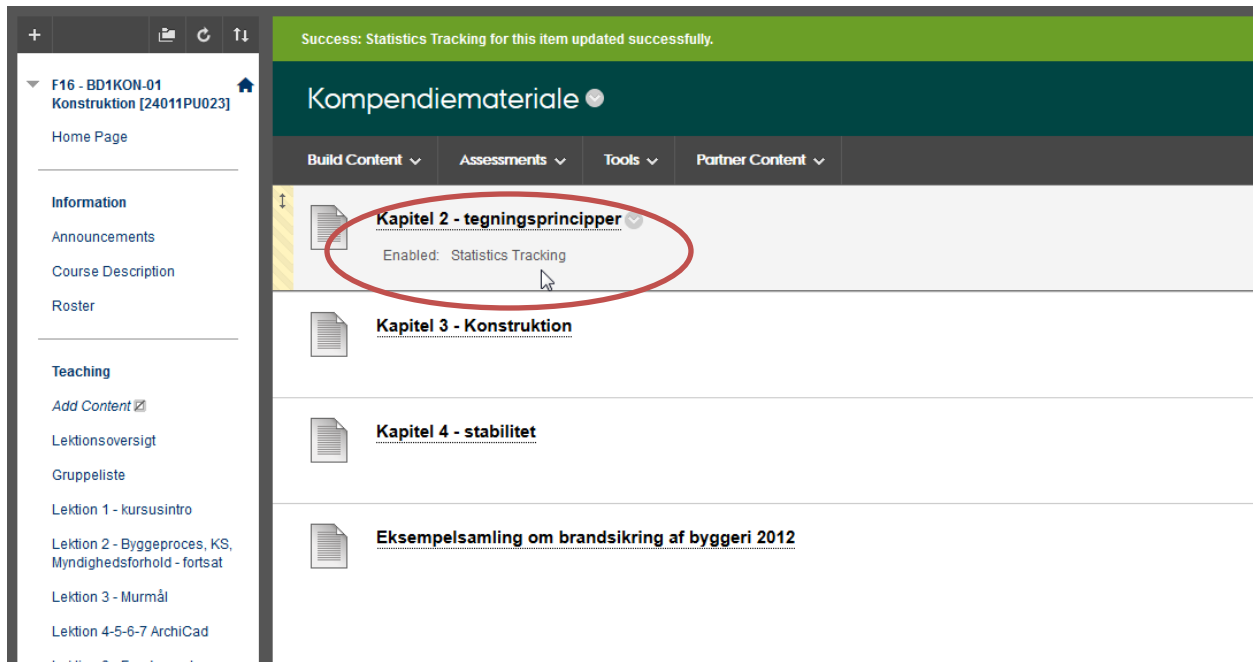 Success: Statistics Tracking for this item updated successfully.
F16 - BD1KON-01
Konstruktion [24011PU023]
Home Page
Information
Announcements
Course Description
Roster
Teaching
Add Content
Lektionsoversigt
Gruppeliste
Lektion 1 - kursusintro
Lektion 2 - Byggeproces, KS,
Myndighedsforhold - fortsat
Lektion 3 - Murmål
Lektion 4-5-6-7 ArchiCad
Kompendiemateriale
Build Content Assessments Tools Partner Content
Kapitel 2 - tegningsprincipper
Enabled: Statistics Tracking
Kapitel 3 - Konstruktion
Kapitel 4 - stabilitet
Eksempelsamling om brandsikring af byggeri 2012